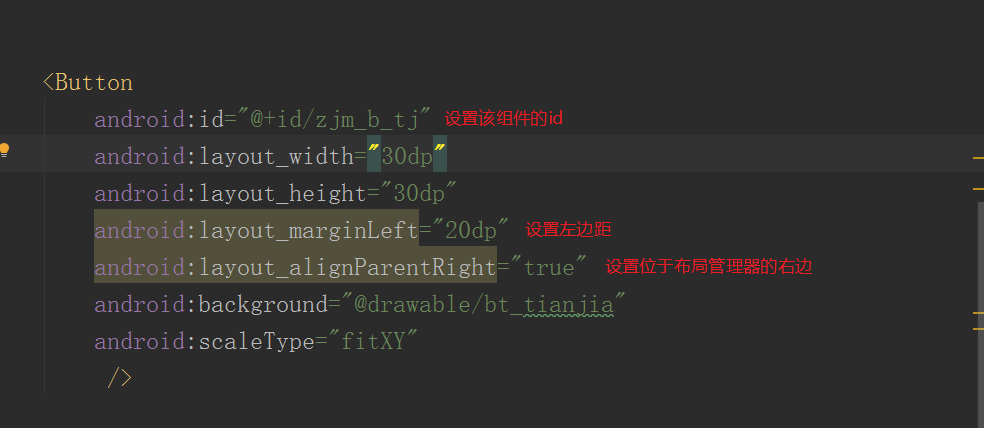 <Button
android:id="@+id/zjm_b_tj" 设置该组件的id
android:layout_width="30dp"
android:layout_height="30dp"
android:layout_marginLeft="20dp" 设置左边距
android:layout_alignParentRight="true" 设置位于布局管理器的右边
android:background="@drawable/bt_tianjia"
android:scaleType="fitXY"
/>